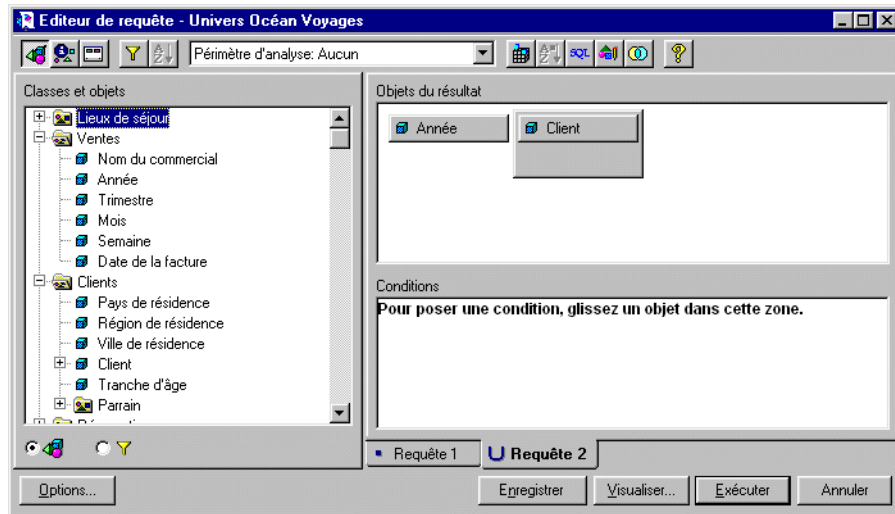 Editeur de requête - Univers Océan Voyages
Périmètre d'analyse: Aucun
SQL
?
Classes et objets
Lieux de séjour
Ventes
Nom du commercial
Année
Trimestre
Mois
Semaine
Date de la facture
Clients
Pays de résidence
Région de résidence
Ville de résidence
Client
Tranche d'âge
Parrain
Objets du résultat
Année
Client
Conditions
Pour poser une condition, glissez un objet dans cette zone.
Requête 1
Requête 2
Options...
Enregistrer
Visualiser...
Exécuter
Annuler